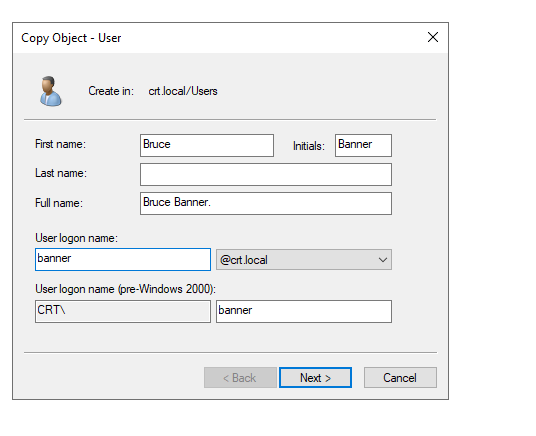 Copy Object - User
Create in: crt.local/Users
First name: Bruce Initials: Banner
Last name:
Full name: Bruce Banner.
User logon name:
banner @crt.local
User logon name (pre-Windows 2000):
CRT\ banner
< Back Next > Cancel